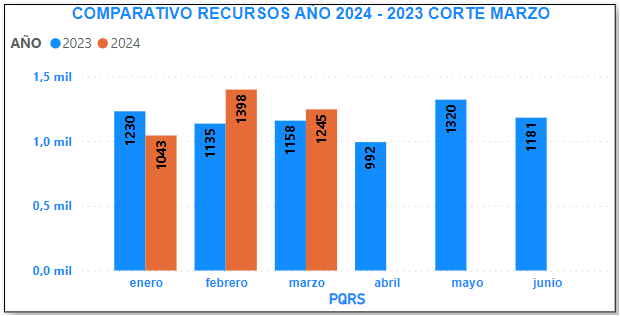 COMPARATIVO RECURSOS AÑO 2024 - 2023 CORTE MARZO
AÑO 2023 2024
1,5 mil
1,0 mil
0,5 mil
0,0 mil
1230 1043 1135 1398 1158 1245 992 1320 1181
enero febrero marzo abril mayo junio
PQRS